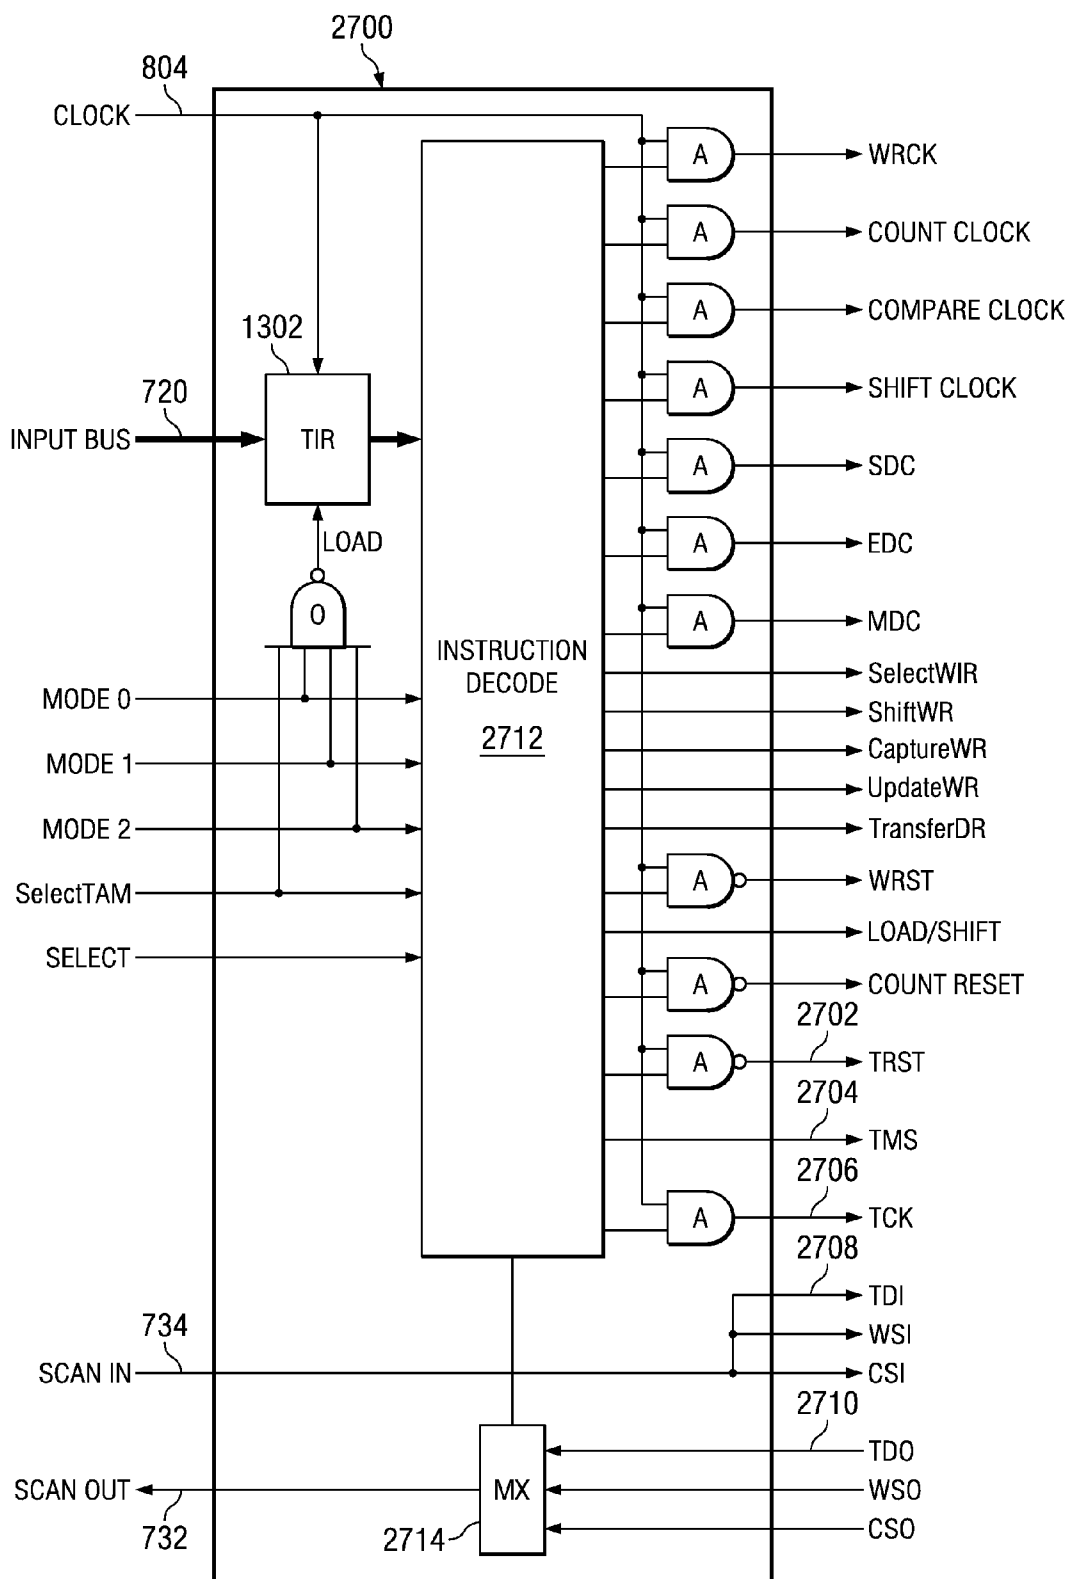 2700
804
CLOCK
A
WRCK
A
COUNT CLOCK
A
COMPARE CLOCK
1302
A
SHIFT CLOCK
720
INPUT BUS
TIR
A
SDC
LOAD
A
EDC
O
A
MDC
INSTRUCTION
DECODE
2712
SelectWIR
MODE 0
ShiftWR
CaptureWR
MODE 1
UpdateWR
MODE 2
TransferDR
SelectTAM
A
WRST
LOAD/SHIFT
SELECT
A
COUNT RESET
2702
A
TRST
2704
TMS
2706
A
TCK
2708
TDI
WSI
734
SCAN IN
CSI
2710
TDO
SCAN OUT
MX
WSO
732
2714
CSO